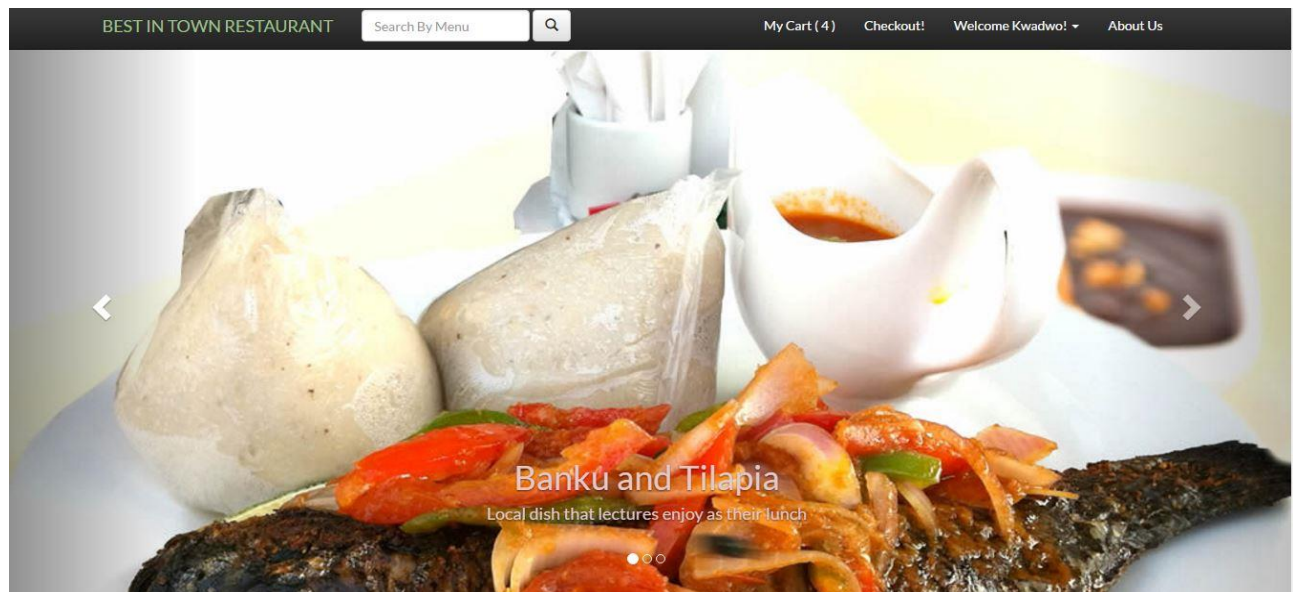 BEST IN TOWN RESTAURANT Search By Menu My Cart ( 4 ) Checkout! Welcome Kwadwo! About Us
Banku and Tilapia
Local dish that lectures enjoy as their lunch